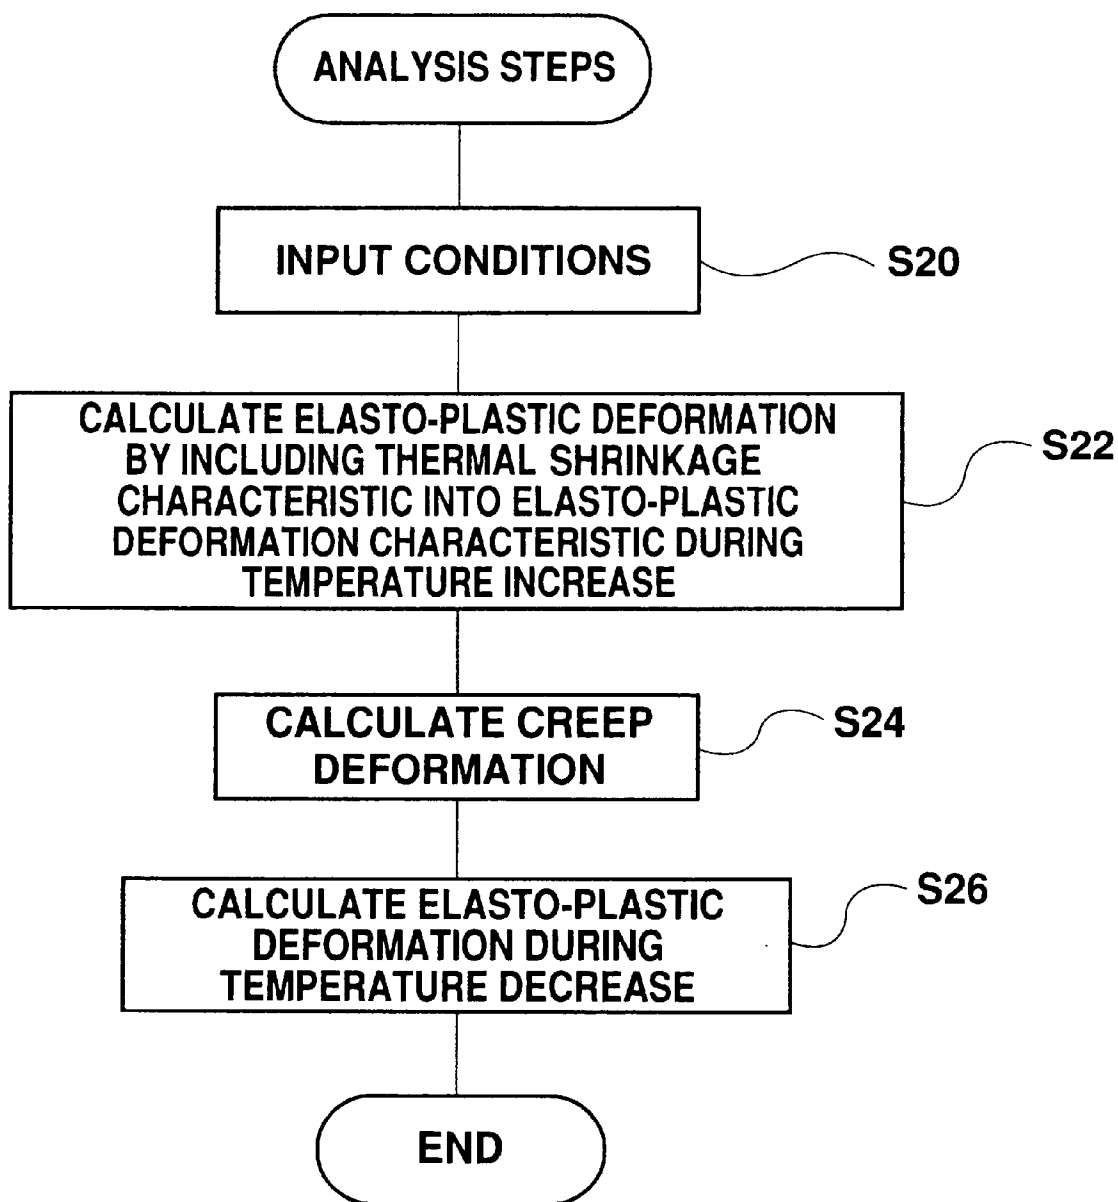 ANALYSIS STEPS
INPUT CONDITIONS
S20
CALCULATE ELASTO-PLASTIC DEFORMATION
BY INCLUDING THERMAL SHRINKAGE
CHARACTERISTIC INTO ELASTO-PLASTIC
DEFORMATION CHARACTERISTIC DURING
TEMPERATURE INCREASE
S22
CALCULATE CREEP
DEFORMATION
S24
CALCULATE ELASTO-PLASTIC
DEFORMATION DURING
TEMPERATURE DECREASE
S26
END